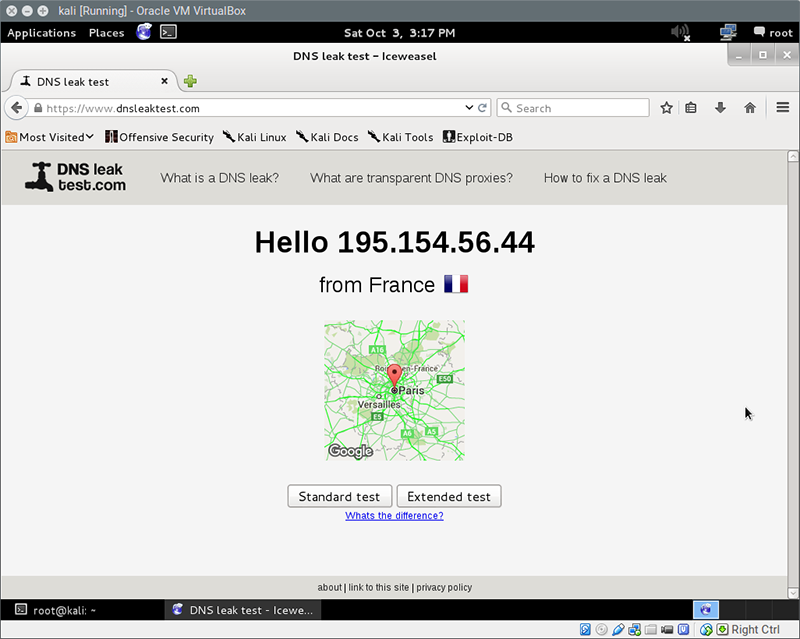 kali [Running] - Oracle VM VirtualBox
Applications Places Sat Oct 3, 3:17 PM root
DNS leak test - Iceweasel
DNS leak test
https://www.dnsleaktest.com Search
Most Visited Offensive Security Kali Linux Kali Docs Kali Tools Exploit-DB
DNS leak
test.com
What is a DNS leak? What are transparent DNS proxies? How to fix a DNS leak
Hello 195.154.56.44
from France
A16
en-France
E50
Paris
Versailles
E5
A6 A5
Google
Standard test Extended test
Whats the difference?
about | link to this site | privacy policy
root@kali: ~ DNS leak test - Icewe...
Right Ctrl